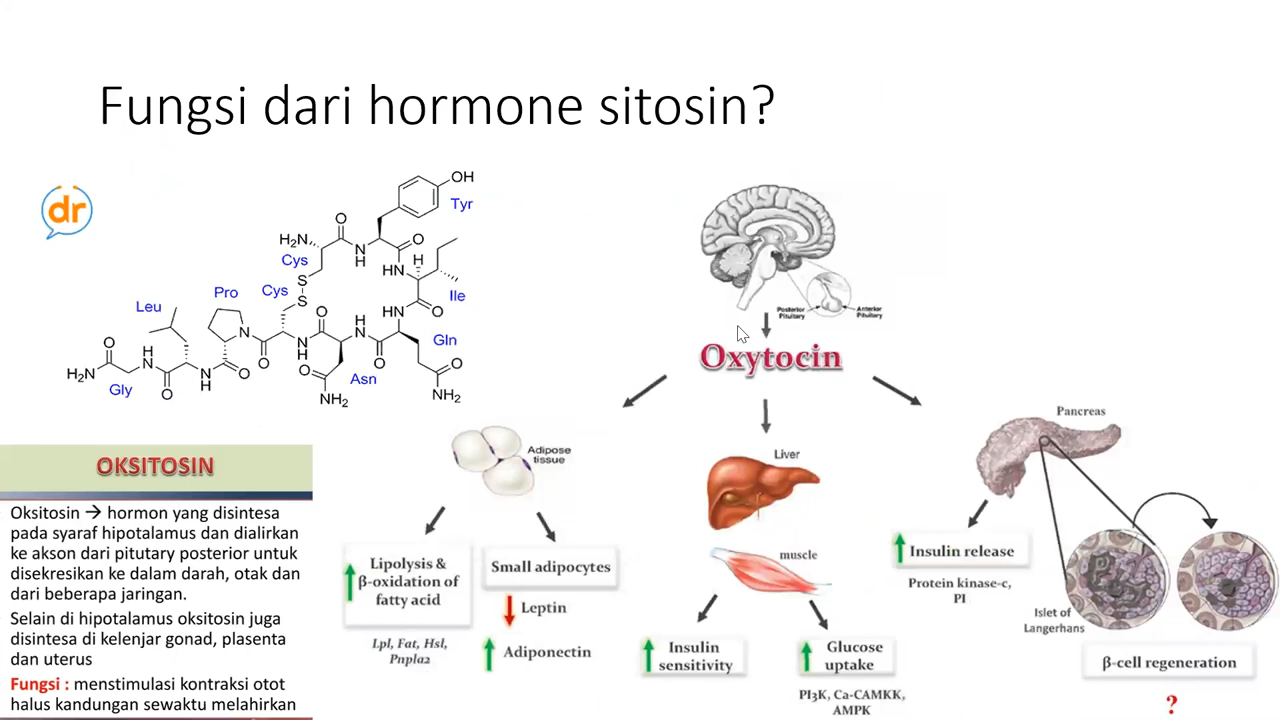 Fungsi dari hormone sitosin?
dr
OH
Tyr
O
H2N
N
H
O
Cys
HN
H
S
Cys
S
Ile
O
Leu
Pro
HN
O
H
N
Gln
N
O
N
H
O
O
H
N
O
H2N
N
H
O
O
Asn
O
NH2
Gly
O
NH2
Posterior
Pituitary
Anterior
Pituitary
Oxytocin
Adipose
tissue
Lipolysis &
β-oxidation of
fatty acid
Lpl, Fat, Hsl,
Pnpla2
Small adipocytes
Leptin
Adiponectin
Liver
muscle
Insulin
sensitivity
Glucose
uptake
PI3K, Ca-CAMKK,
AMPK
Pancreas
Insulin release
Protein kinase-c,
PI
Islet of
Langerhans
β-cell regeneration
?
OKSITOSIN
Oksitosin → hormon yang disintesa
pada syaraf hipotalamus dan dialirkan
ke akson dari pitutary posterior untuk
disekresikan ke dalam darah, otak dan
dari beberapa jaringan.
Selain di hipotalamus oksitosin juga
disintesa di kelenjar gonad, plasenta
dan uterus
Fungsi : menstimulasi kontraksi otot
halus kandungan sewaktu melahirkan